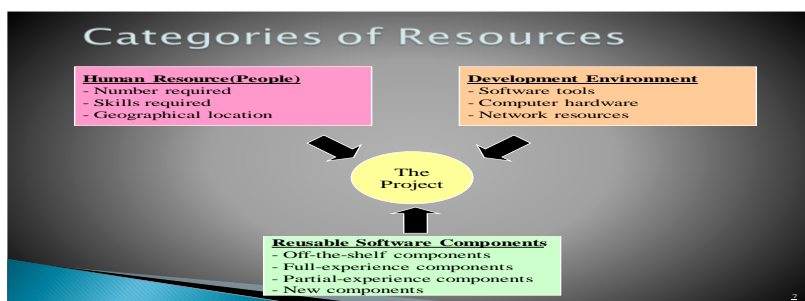 Categories of Resources
Human Resource(People)
- Number required
- Skills required
- Geographical location
Development Environment
- Software tools
- Computer hardware
- Network resources
The
Project
Reusable Software Components
- Off-the-shelf components
- Full-experience components
- Partial-experience components
- New components
2